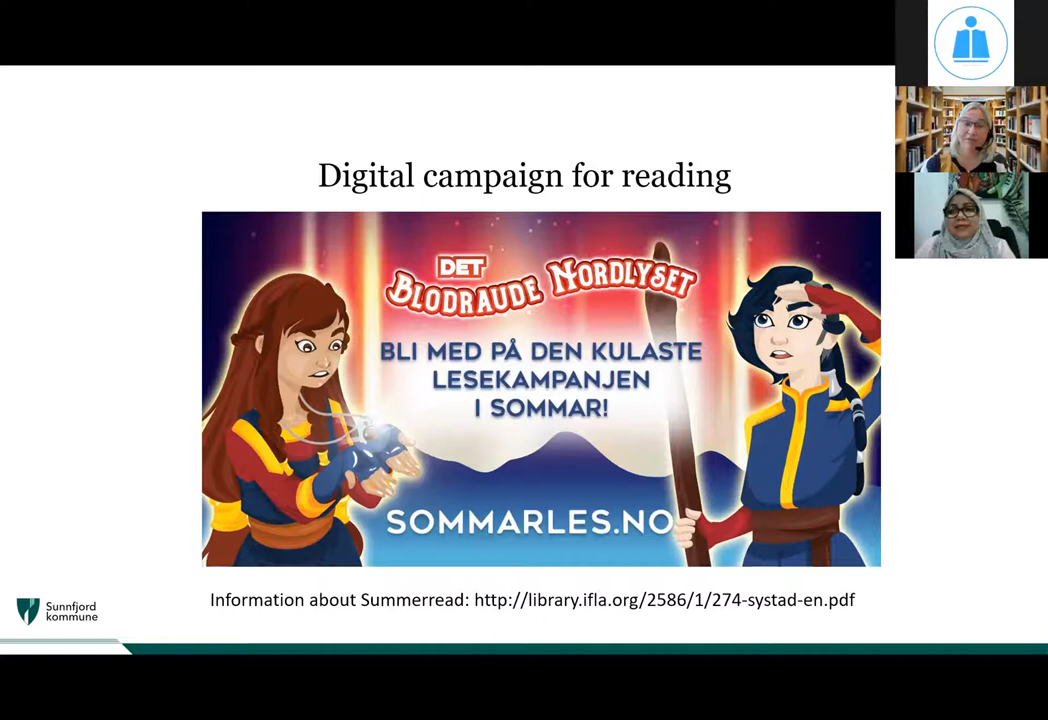 Digital campaign for reading
DET
BLODRAUDE NORDLYSET
BLI MED PÅ DEN KULASTE
LESEKAMPANJEN
I SOMMAR!
SOMMARLES.NO
Information about Summerread: http://library.ifla.org/2586/1/274-systad-en.pdf
Sunnfjord
kommune